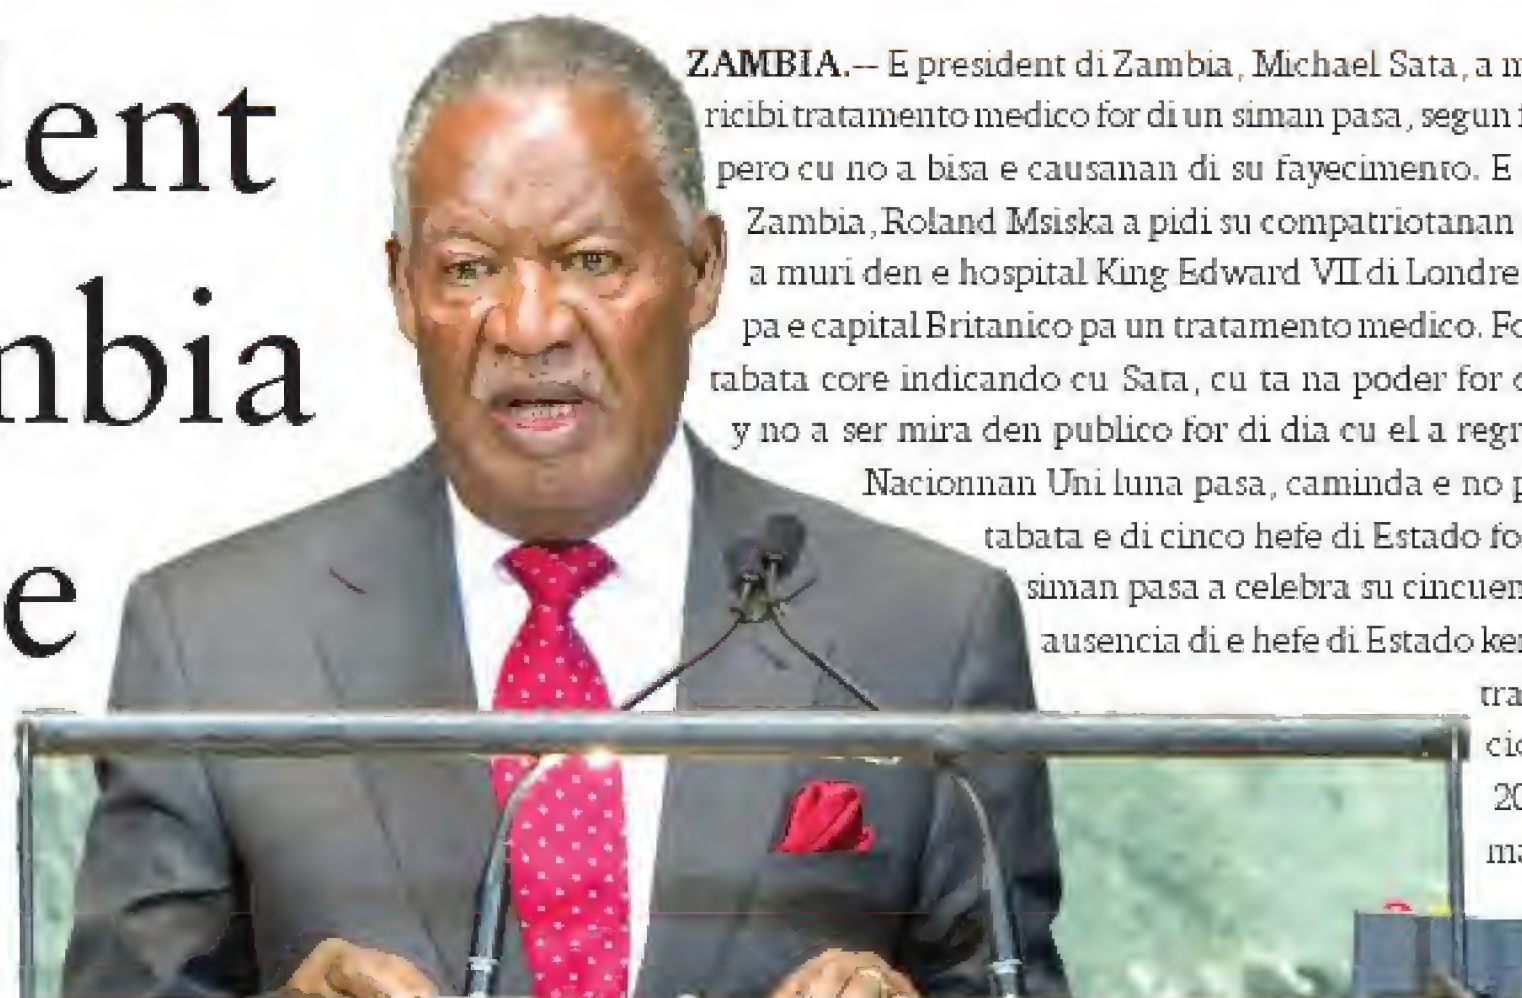 ent
mbia
e
ZAMBIA.– E president di Zambia, Michael Sata, a
ricibi tratamento medico for di un siman pasa, segun
pero cu no a bisa e causanan di su fayecimento. E
Zambia, Roland Msiska a pidi su compatriotanan
a muri den e hospital King Edward VII di Londre
pa e capital Britanico pa un tratamento medico.
tabata core indicando cu Sata, cu ta na poder for
y no a ser mira den publico for di dia cu el a
Nacionnan Uni luna pasa, caminda e no
tabata e di cinco hefe di Estado
siman pasa a celebra su
ausencia di e hefe di Estado